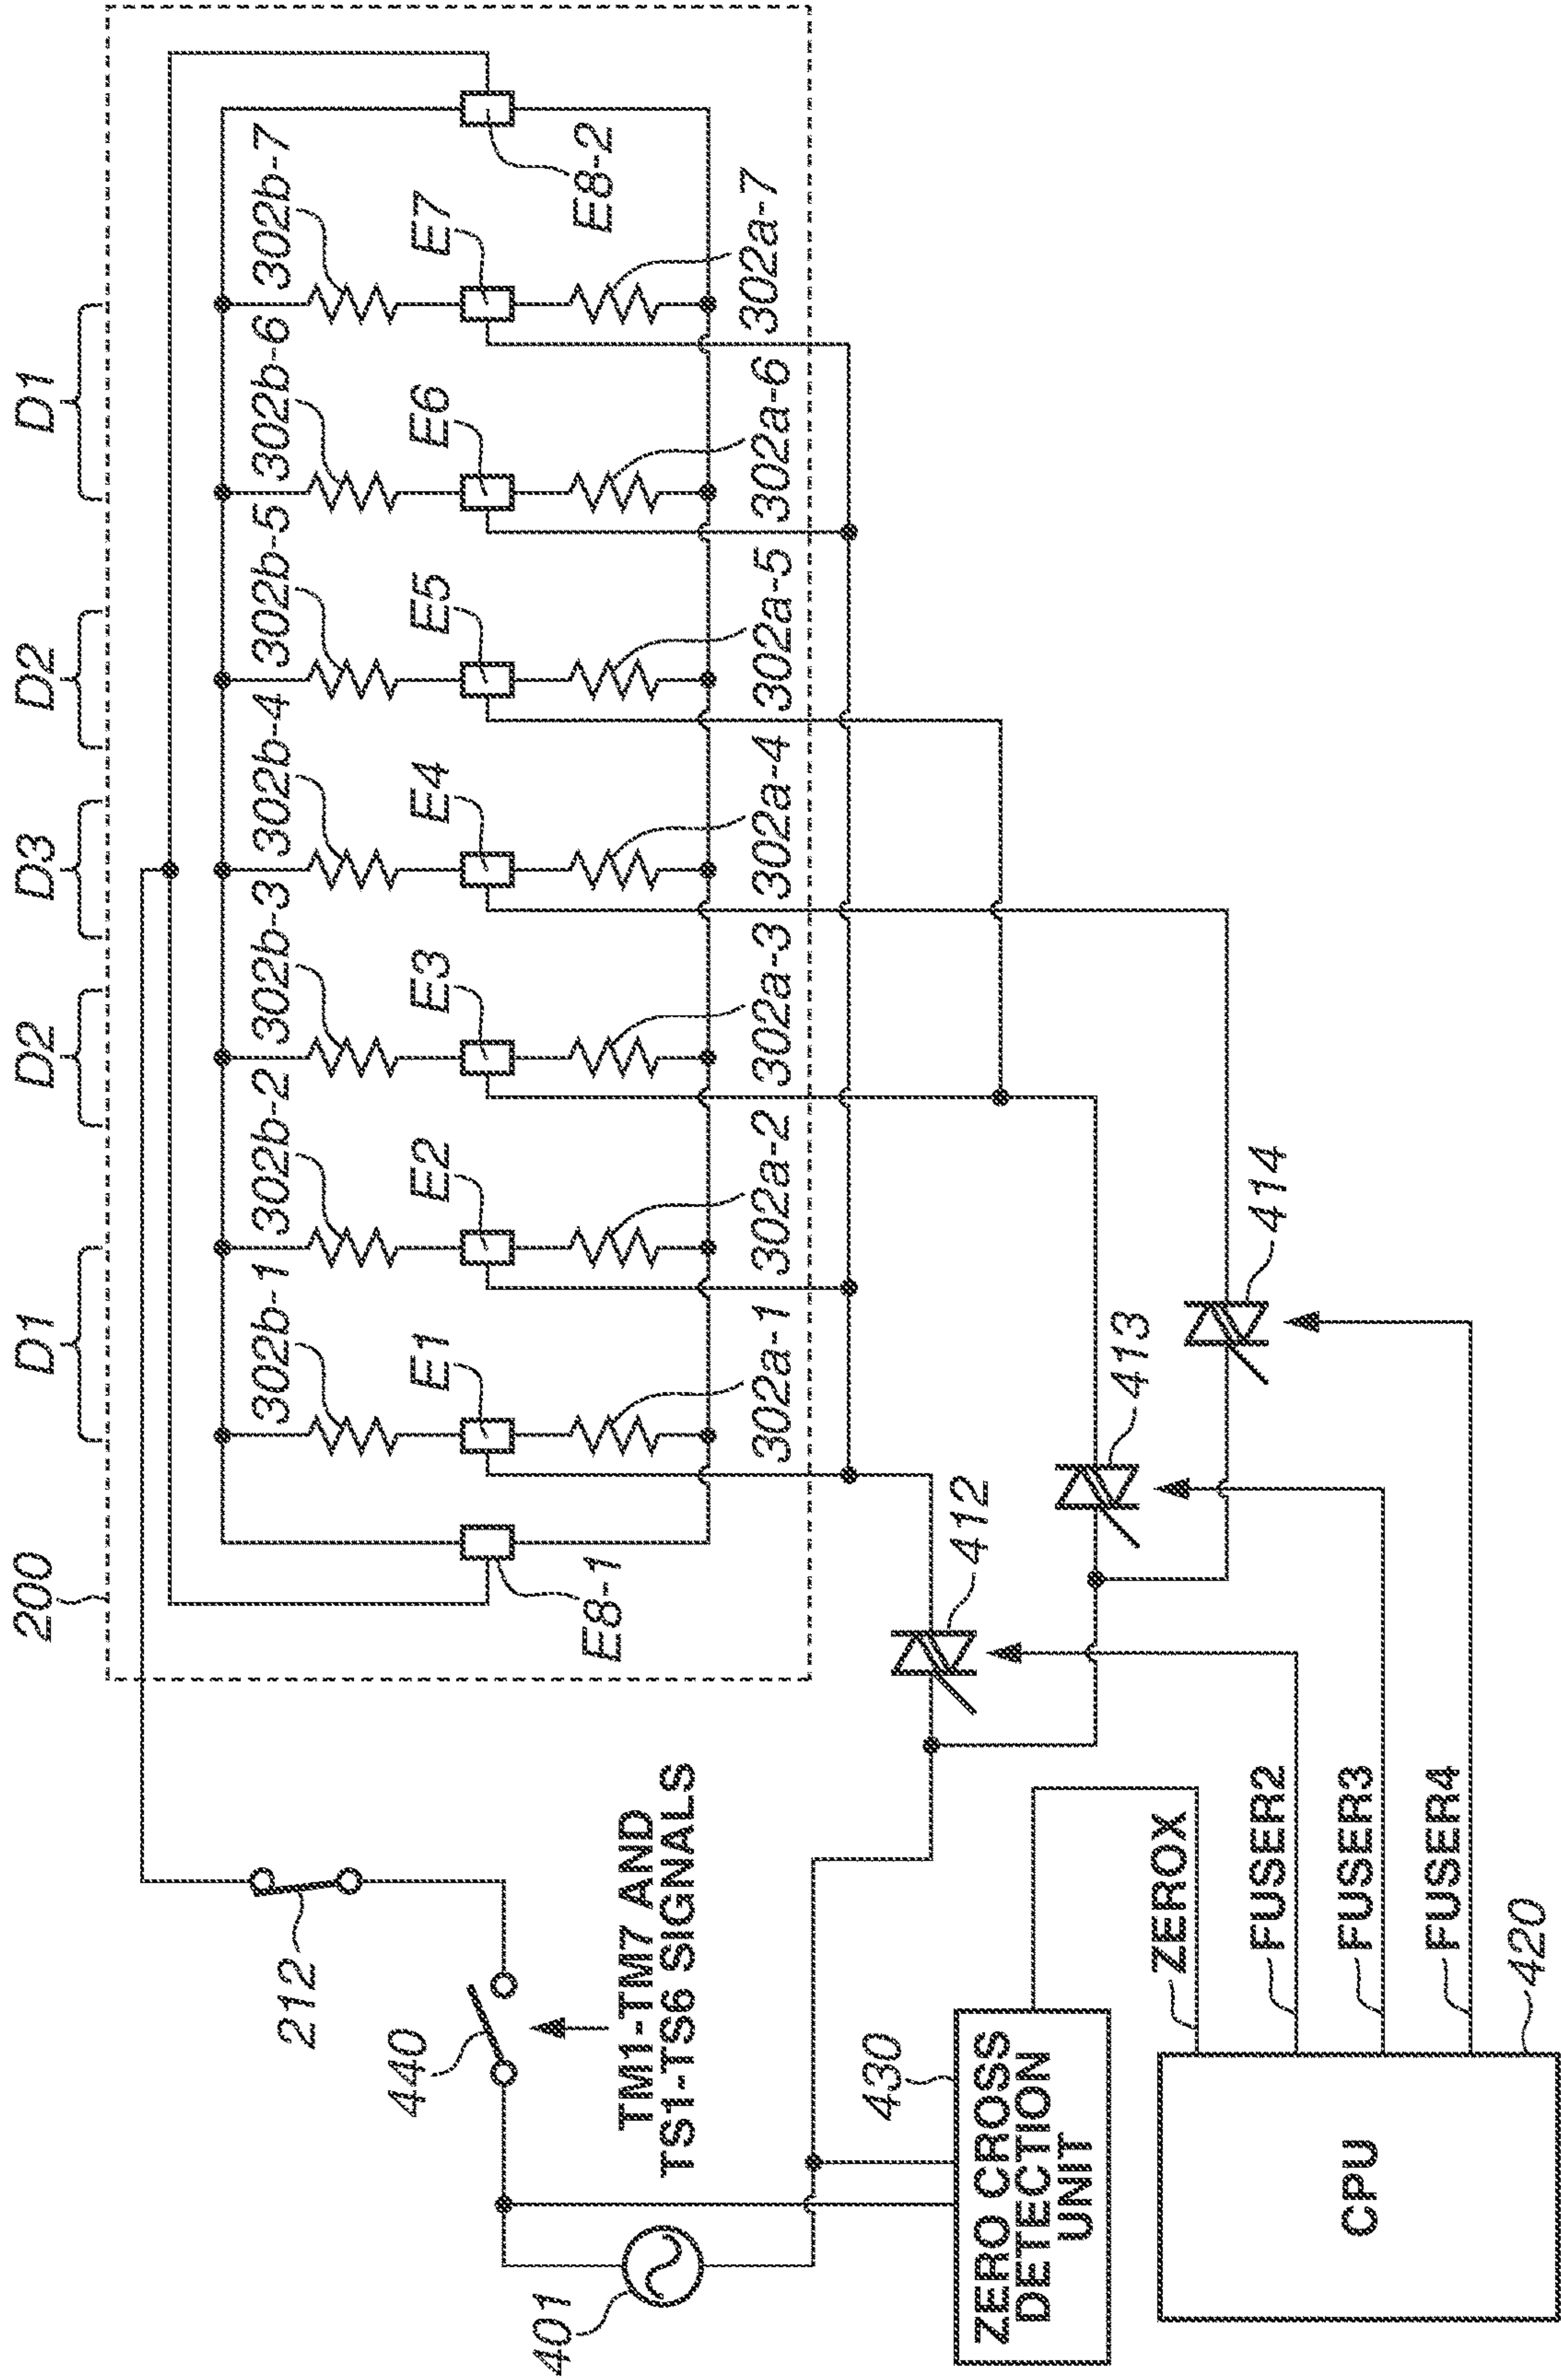 200
D1
D2
D3
D2
D1
302b-1
302b-2
302b-3
302b-4
302b-5
302b-6
302b-7
E1
E2
E3
E4
E5
E6
E7
E8-1
E8-2
302a-1
302a-2
302a-3
302a-4
302a-5
302a-6
302a-7
212
440
TM1-TM7 AND
TS1-TS6 SIGNALS
401
412
413
414
430
ZERO CROSS
DETECTION
UNIT
ZEROX
FUSER2
FUSER3
FUSER4
CPU
420